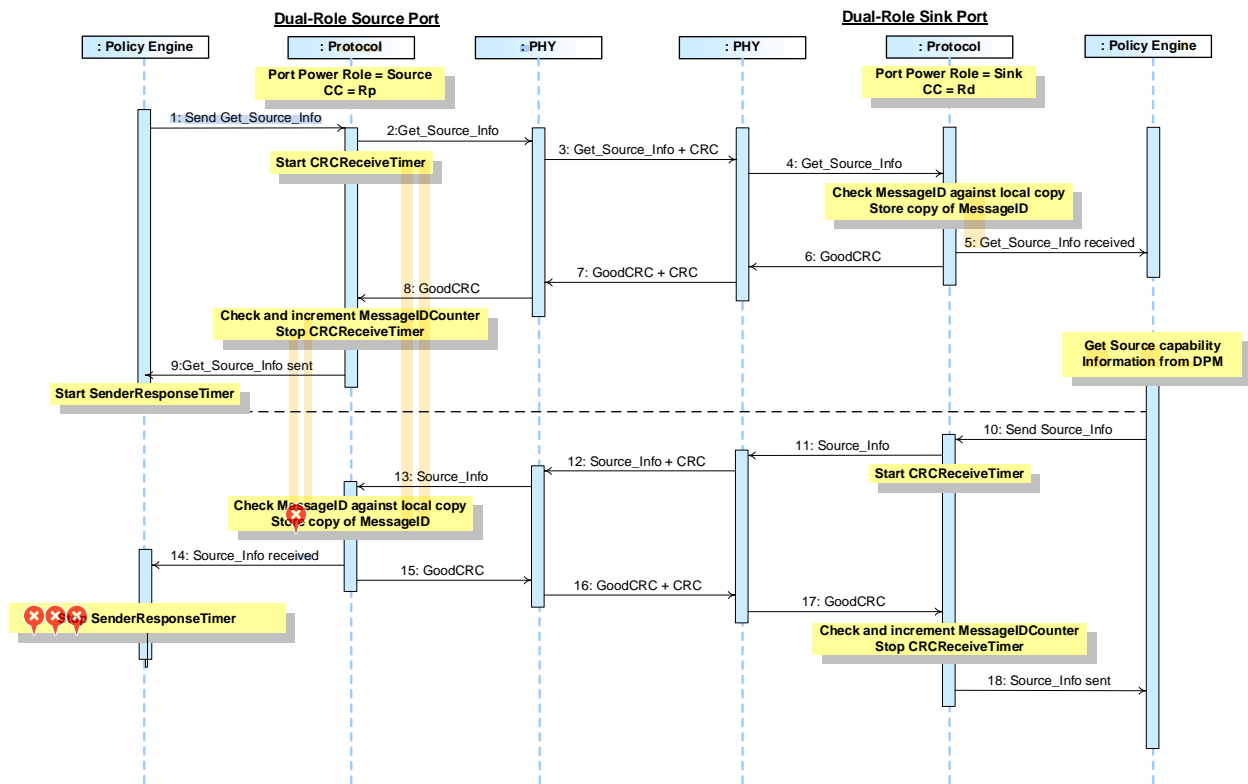 Dual-Role Source Port
Dual-Role Sink Port
: Policy Engine
: Protocol
: PHY
: PHY
: Protocol
: Policy Engine
Port Power Role = Source
CC = Rp
Port Power Role = Sink
CC = Rd
1: Send Get_Source_Info
2:Get_Source_Info
Start CRCReceiveTimer
3: Get_Source_Info + CRC
4: Get_Source_Info
Check MessageID against local copy
Store copy of MessageID
5: Get_Source_Info received
6: GoodCRC
7: GoodCRC + CRC
8: GoodCRC
Check and increment MessageIDCounter
Stop CRCReceiveTimer
9:Get_Source_Info sent
Start SenderResponseTimer
Get Source capability
Information from DPM
10: Send Source_Info
11: Source_Info
Start CRCReceiveTimer
12: Source_Info + CRC
13: Source_Info
Check MessageID against local copy
Store copy of MessageID
14: Source_Info received
15: GoodCRC
16: GoodCRC + CRC
17: GoodCRC
Stop SenderResponseTimer
Check and increment MessageIDCounter
Stop CRCReceiveTimer
18: Source_Info sent